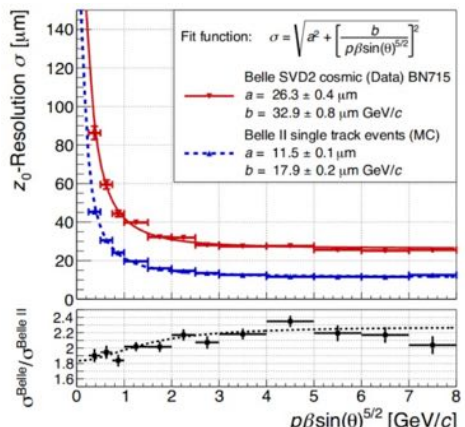 z₀-Resolution σ [μm]
140
120
100
80
60
40
20
0
Fit function: σ = √a² + [b / pβsin(θ)^5/2]²
Belle SVD2 cosmic (Data) BN715
a = 26.3 ± 0.4 μm
b = 32.9 ± 0.8 μm GeV/c
Belle II single track events (MC)
a = 11.5 ± 0.1 μm
b = 17.9 ± 0.2 μm GeV/c
σ^Belle/σ^Belle II
2.4
2.2
2
1.8
1.6
0 1 2 3 4 5 6 7 8
pβsin(θ)^5/2 [GeV/c]